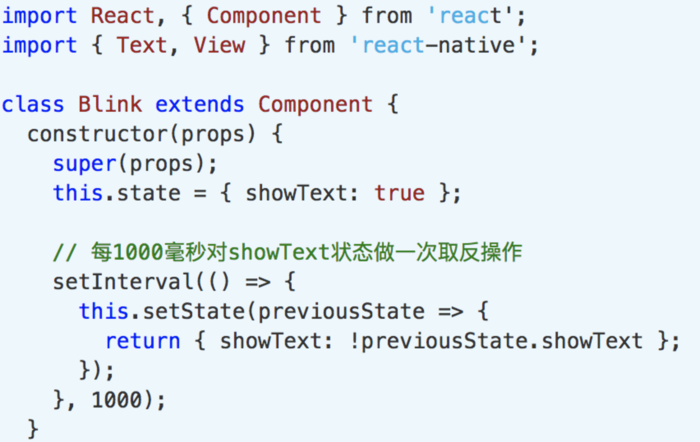 import React, { Component } from 'react';
import { Text, View } from 'react-native';
class Blink extends Component {
constructor(props) {
super(props);
this.state = { showText: true };
// 每1000毫秒对showText状态做一次取反操作
setInterval(() => {
this.setState(previousState => {
return { showText: !previousState.showText };
});
}, 1000);
}